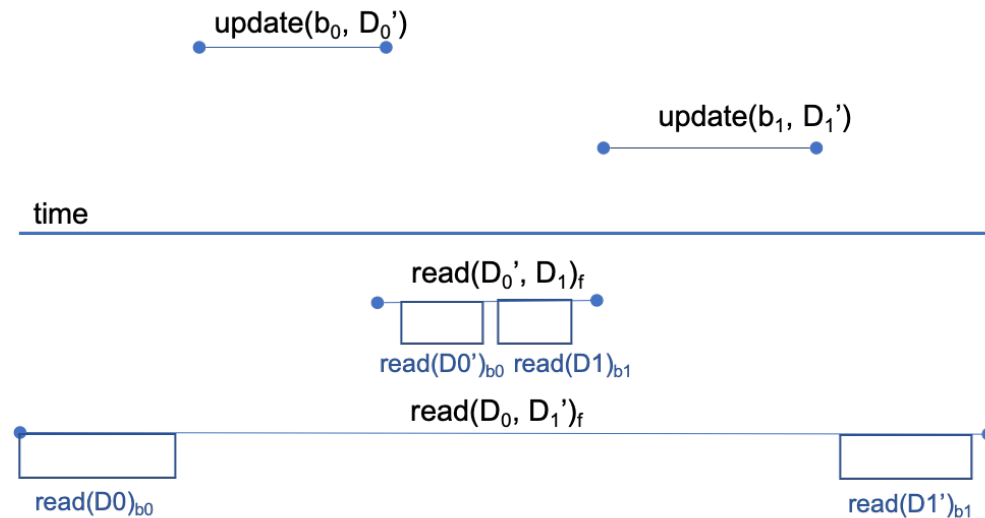 update(b₀, D₀’)
update(b₁, D₁’)
time
read(D₀’, D₁)f
read(D0’)b0 read(D1)b1
read(D₀, D₁’)f
read(D0)b0
read(D1’)b1